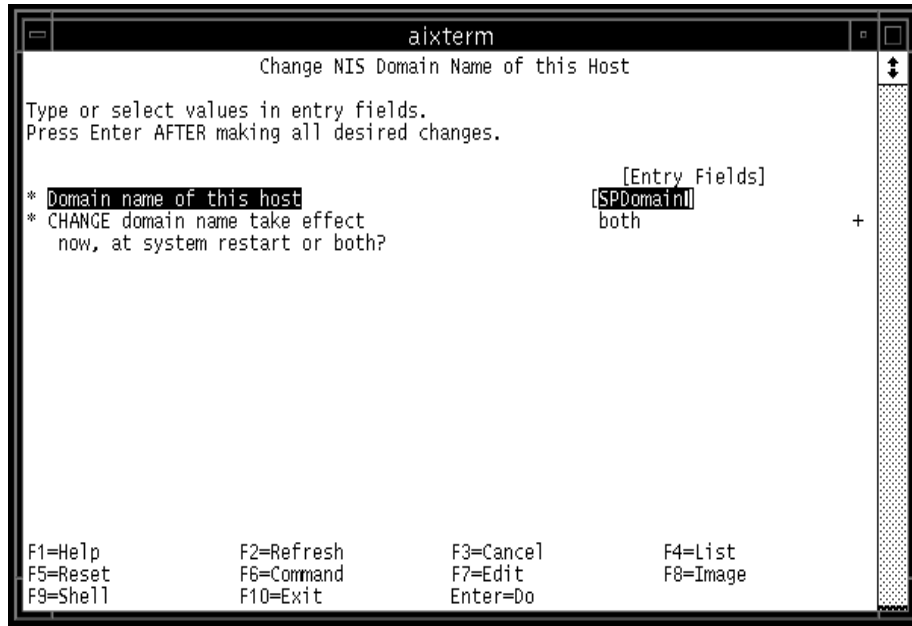 aixterm
Change NIS Domain Name of this Host
Type or select values in entry fields.
Press Enter AFTER making all desired changes.
[Entry Fields]
* Domain name of this host [SPDomain]
* CHANGE domain name take effect both +
now, at system restart or both?
F1=Help F2=Refresh F3=Cancel F4=List
F5=Reset F6=Command F7=Edit F8=Image
F9=Shell F10=Exit Enter=Do